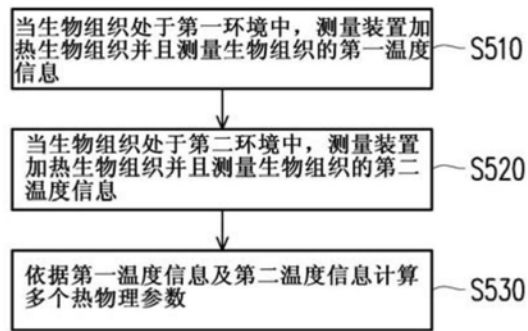 当生物组织处于第一环境中，测量装置加
热生物组织并且测量生物组织的第一温度
信息
S510
当生物组织处于第二环境中，测量装置
加热生物组织并且测量生物组织的第二
温度信息
S520
依据第一温度信息及第二温度信息计算
多个热物理参数
S530